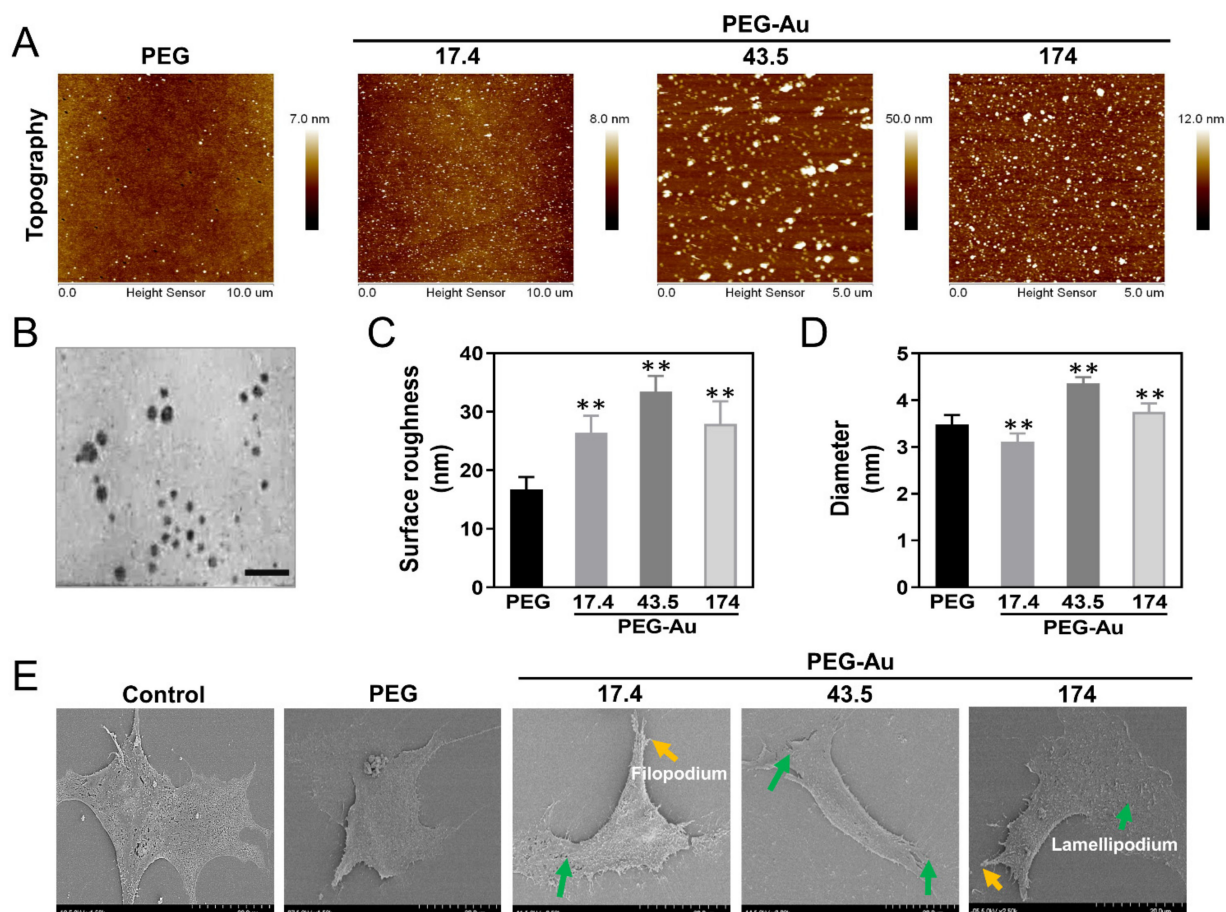 A
PEG-Au
PEG
17.4
43.5
174
Topography
7.0 nm
8.0 nm
50.0 nm
12.0 nm
0.0 Height Sensor 10.0 um
0.0 Height Sensor 10.0 um
0.0 Height Sensor 5.0 um
0.0 Height Sensor 5.0 um
B
C
Surface roughness
(nm)
40
30
20
10
0
**
**
**
PEG
17.4 43.5 174
PEG-Au
D
Diameter
(nm)
5
4
3
2
1
0
**
**
**
PEG
17.4 43.5 174
PEG-Au
E
PEG-Au
Control
PEG
17.4
43.5
174
Filopodium
Lamellipodium